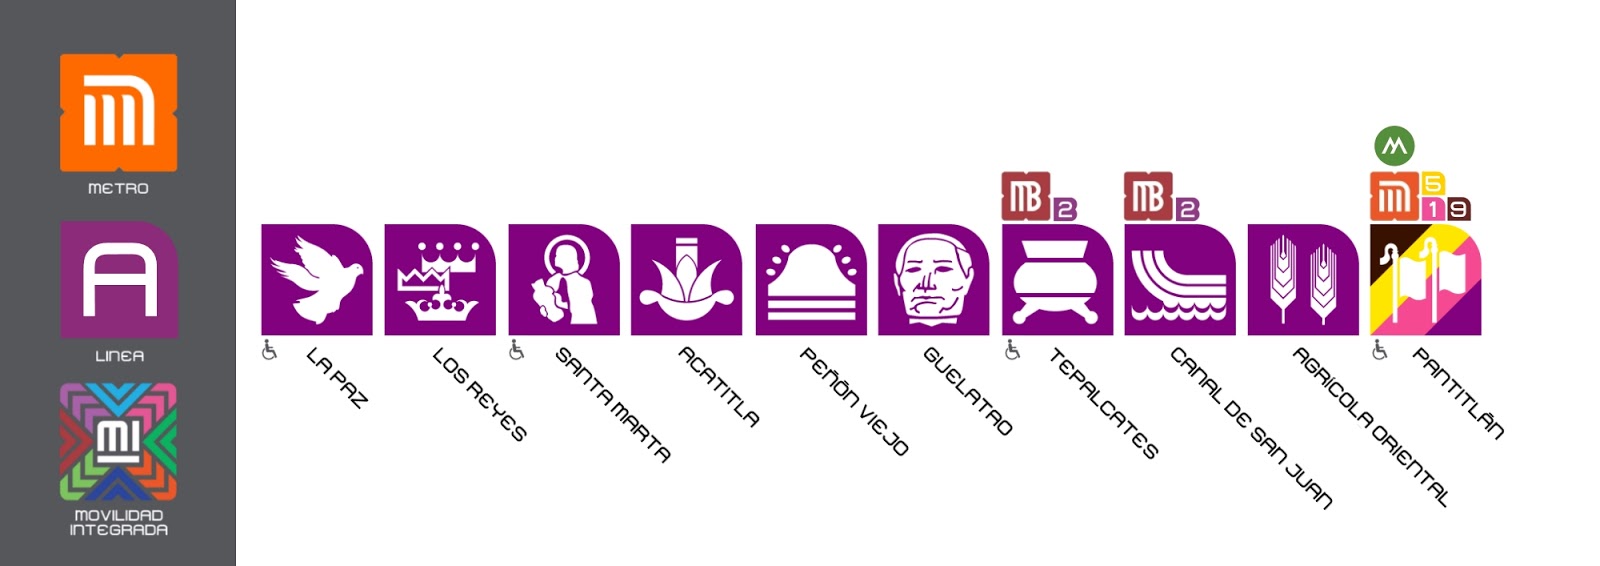 M
METRO
A
LINEA
MI
MOVILIDAD
INTEGRADA
MB
2
MB
2
M
M
5
1 9
LA PAZ
LOS REYES
SANTA MARTA
ACATITLA
PEÑÓN VIEJO
GUELATAO
TEPALCATES
CANAL DE SAN JUAN
AGRÍCOLA ORIENTAL
PANTITLÁN